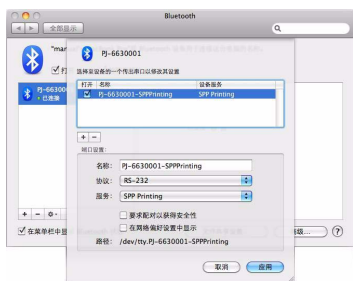 Bluetooth
全部显示
"mar
PJ-6630001
选择至设备的一个传出串口以修改其设置
打开 名称 设备服务
PJ-6630001-SPPPrinting SPP Printing
PJ-6630
已连接
端口设置:
名称: PJ-6630001-SPPPrinting
协议: RS-232
服务: SPP Printing
要求配对以获得安全性
在网络偏好设置中显示
路径: /dev/tty.PJ-6630001-SPPPrinting
在菜单栏中显
级...
?
取消 应用